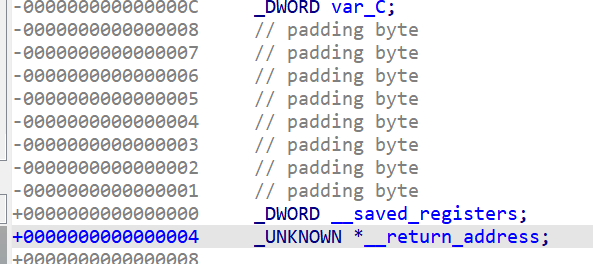 -000000000000000C _DWORD var_C;
-0000000000000008 // padding byte
-0000000000000007 // padding byte
-0000000000000006 // padding byte
-0000000000000005 // padding byte
-0000000000000004 // padding byte
-0000000000000003 // padding byte
-0000000000000002 // padding byte
-0000000000000001 // padding byte
+0000000000000000 _DWORD __saved_registers;
+0000000000000004 _UNKNOWN *__return_address;
+0000000000000008